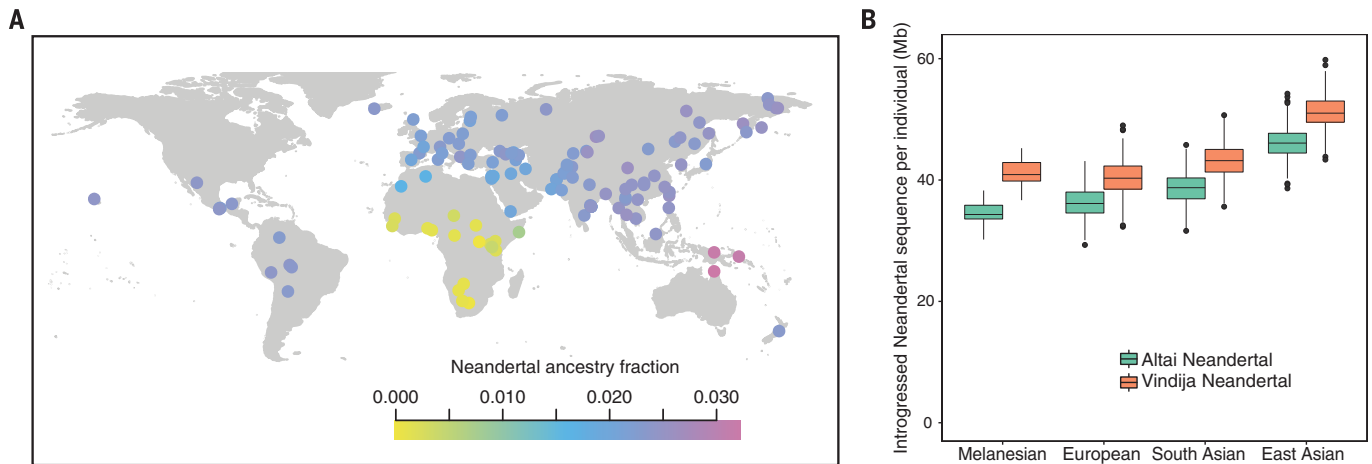 A
Neandertal ancestry fraction
0.000 0.010 0.020 0.030
B
Introgressed Neandertal sequence per individual (Mb)
60
40
20
0
Altai Neandertal
Vindija Neandertal
Melanesian European South Asian East Asian